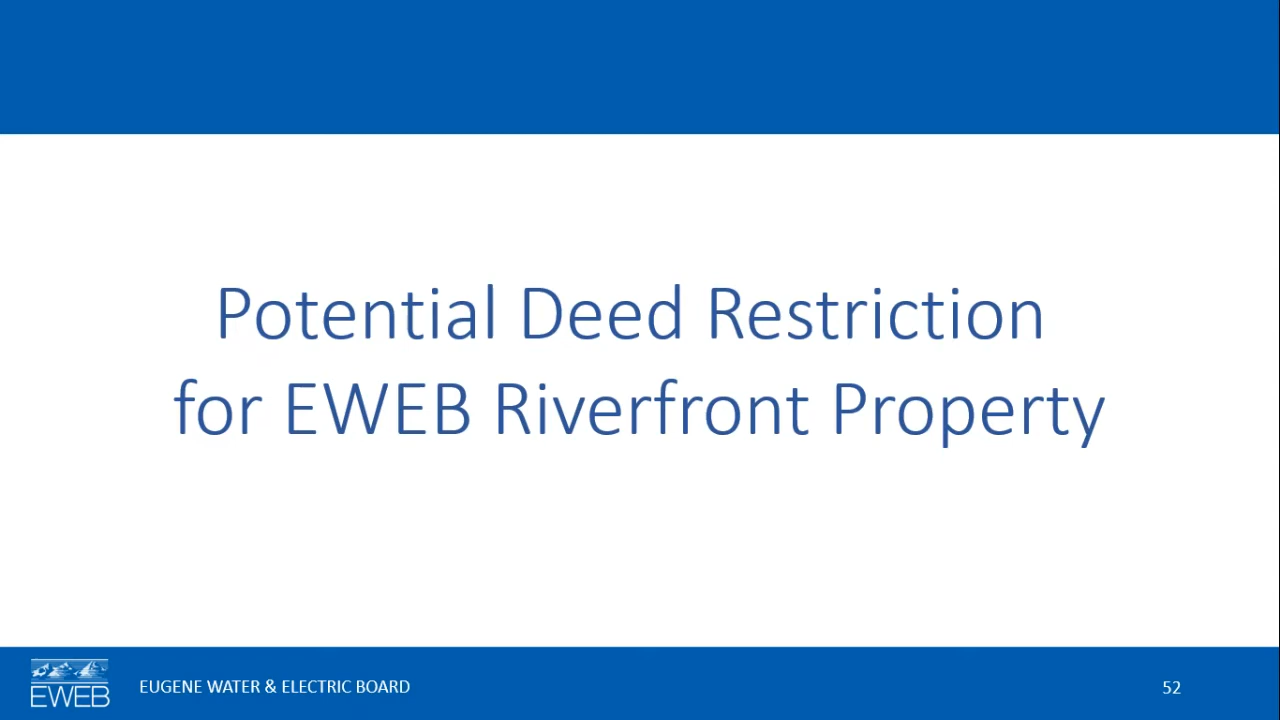 Potential Deed Restriction
for EWEB Riverfront Property
EWEB
EUGENE WATER & ELECTRIC BOARD
52